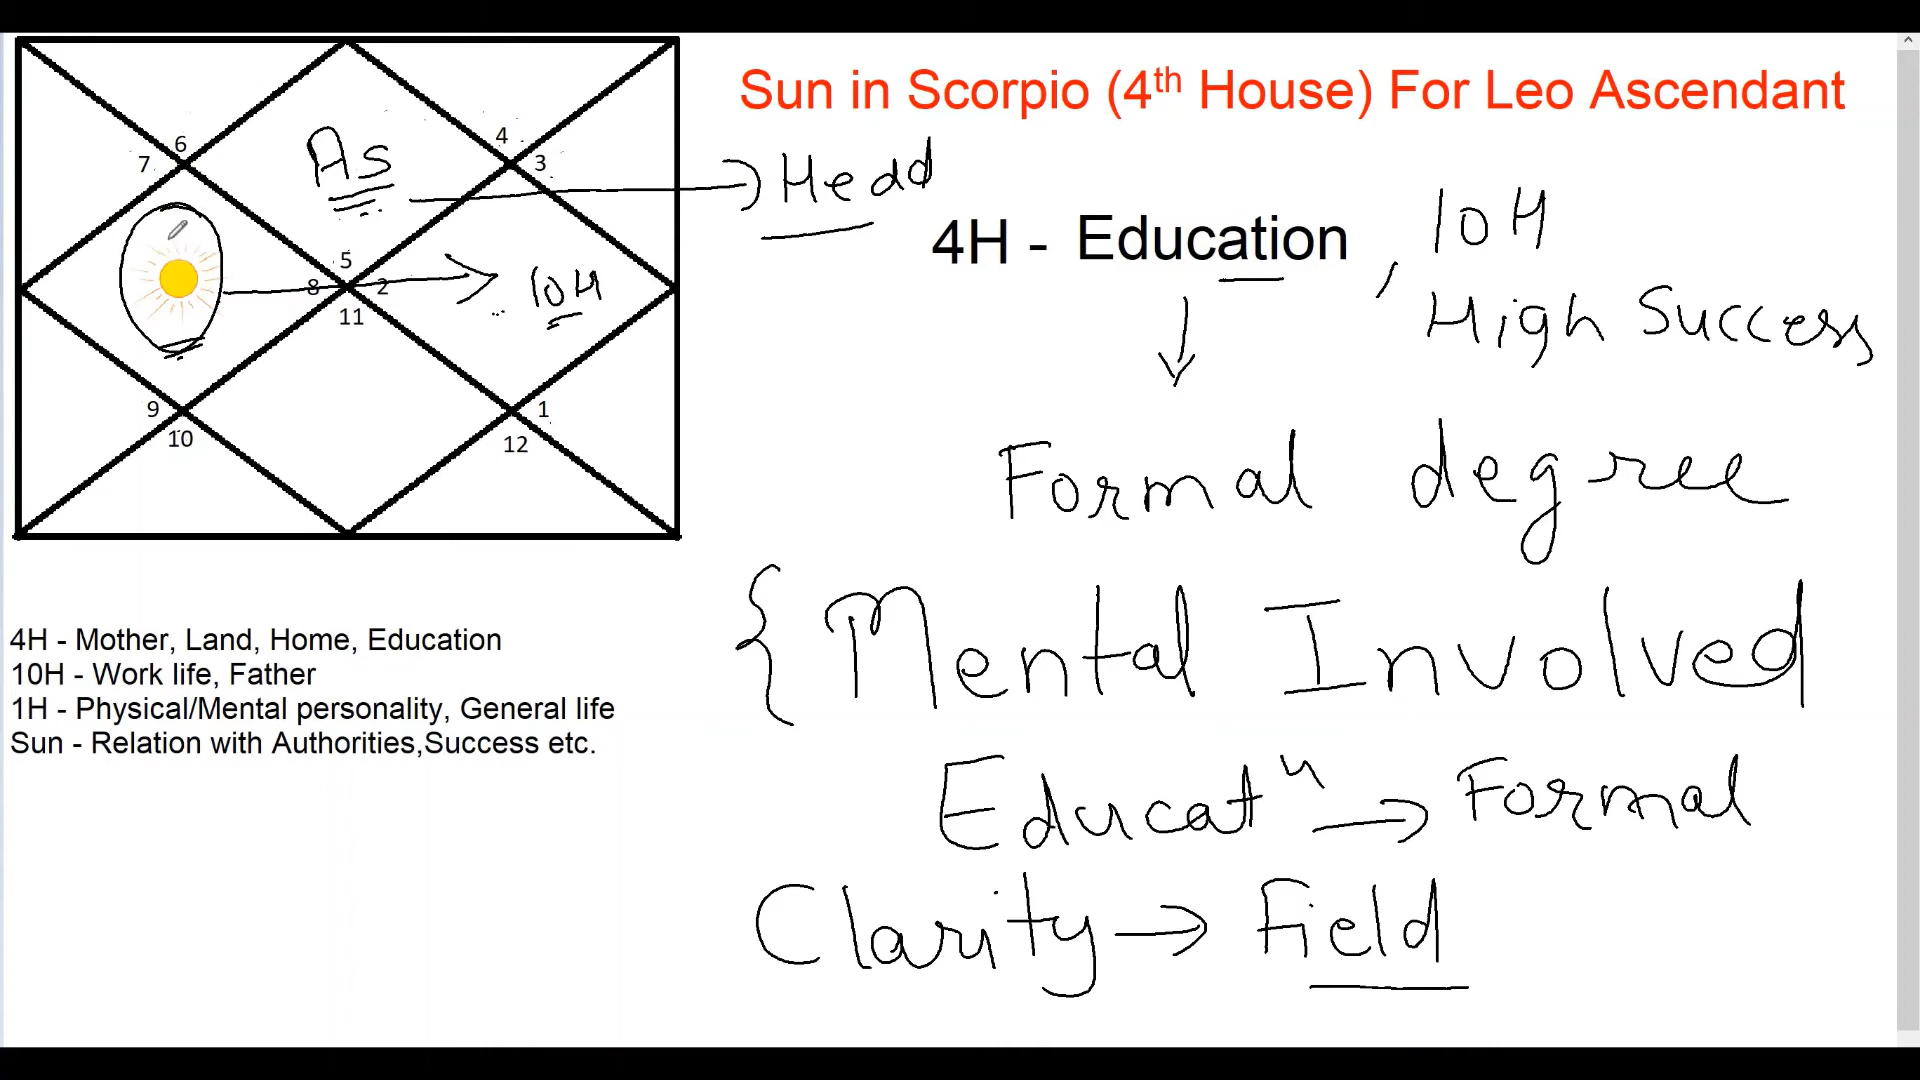 Sun in Scorpio (4th House) For Leo Ascendant
6
7
4
3
As
Head
5
8
2
11
10H
9
10
1
12
4H - Education , 10H
High Success
Formal degree
{Mental Involved
Educatn → Formal
Clarity → Field
4H - Mother, Land, Home, Education
10H - Work life, Father
1H - Physical/Mental personality, General life
Sun - Relation with Authorities,Success etc.